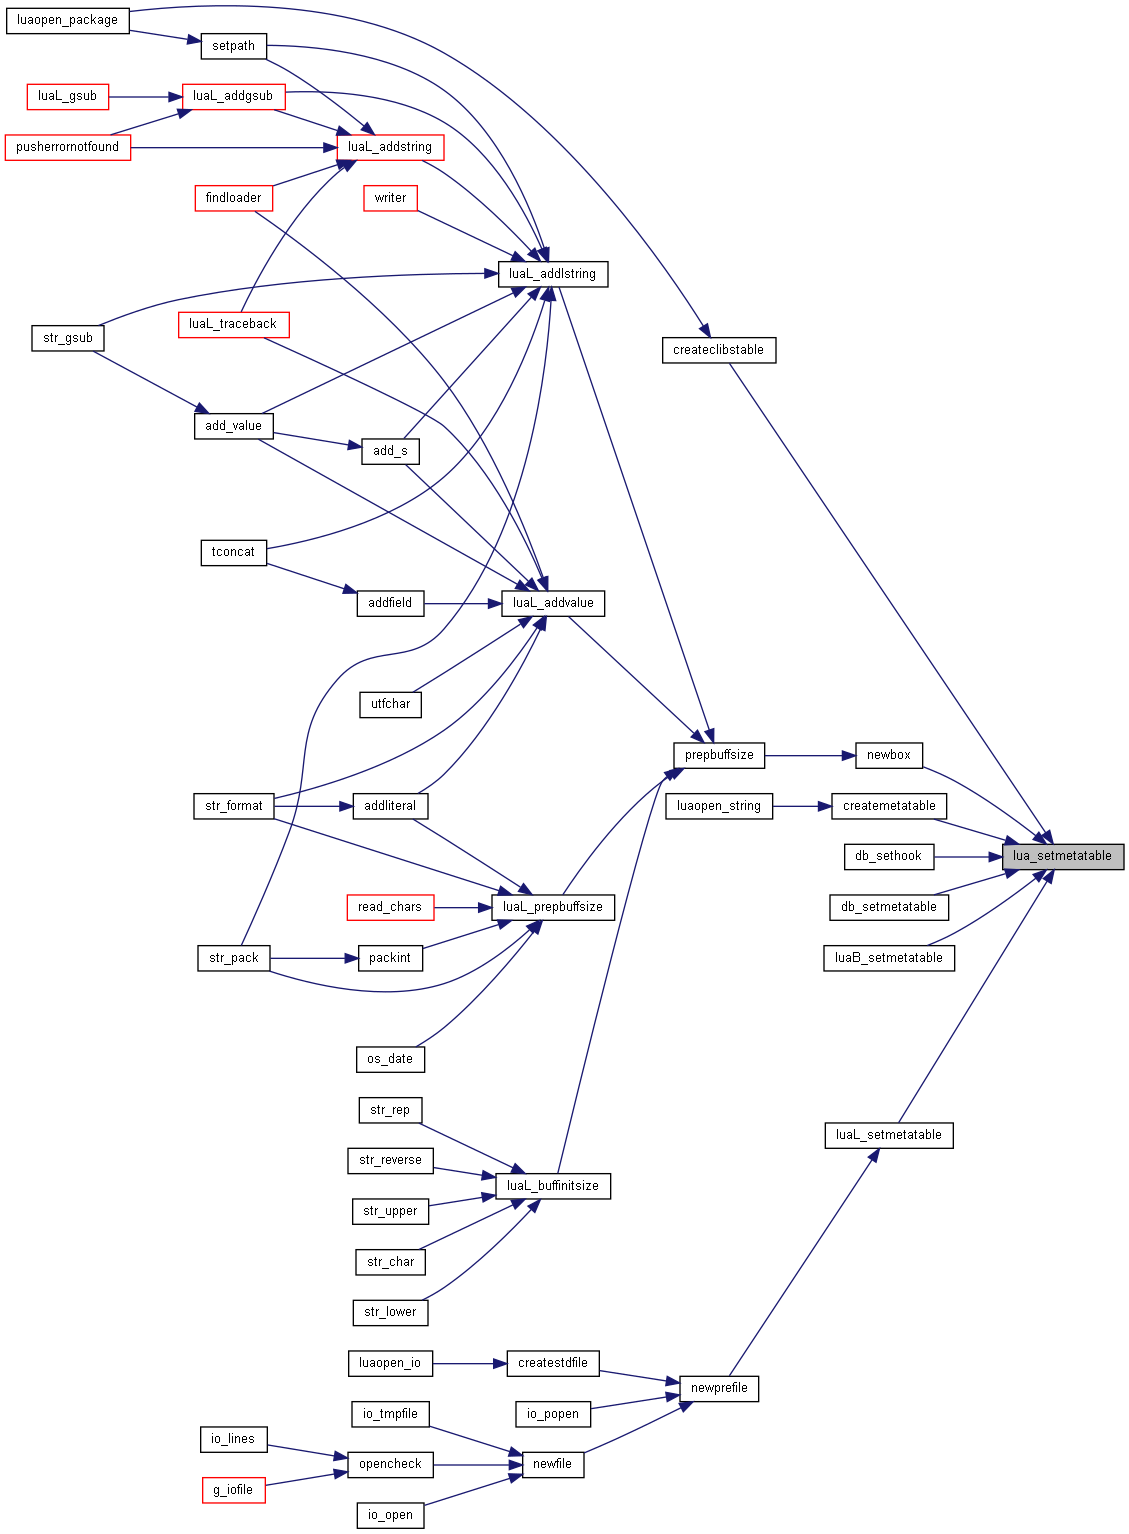 luaopen_package
setpath
luaL_gsub
luaL_addgsub
pusherrornotfound
luaL_addstring
findloader
writer
luaL_addlstring
luaL_traceback
str_gsub
createclibstable
add_value
add_s
tconcat
addfield
luaL_addvalue
utfchar
prepbuffsize
newbox
str_format
addliteral
luaopen_string
createmetatable
lua_setmetatable
db_sethook
read_chars
luaL_prepbuffsize
db_setmetatable
str_pack
packint
luaB_setmetatable
os_date
str_rep
luaL_setmetatable
str_reverse
luaL_buffinitsize
str_upper
str_char
str_lower
luaopen_io
createstdfile
newprefile
io_tmpfile
io_popen
io_lines
opencheck
newfile
g_iofile
io_open